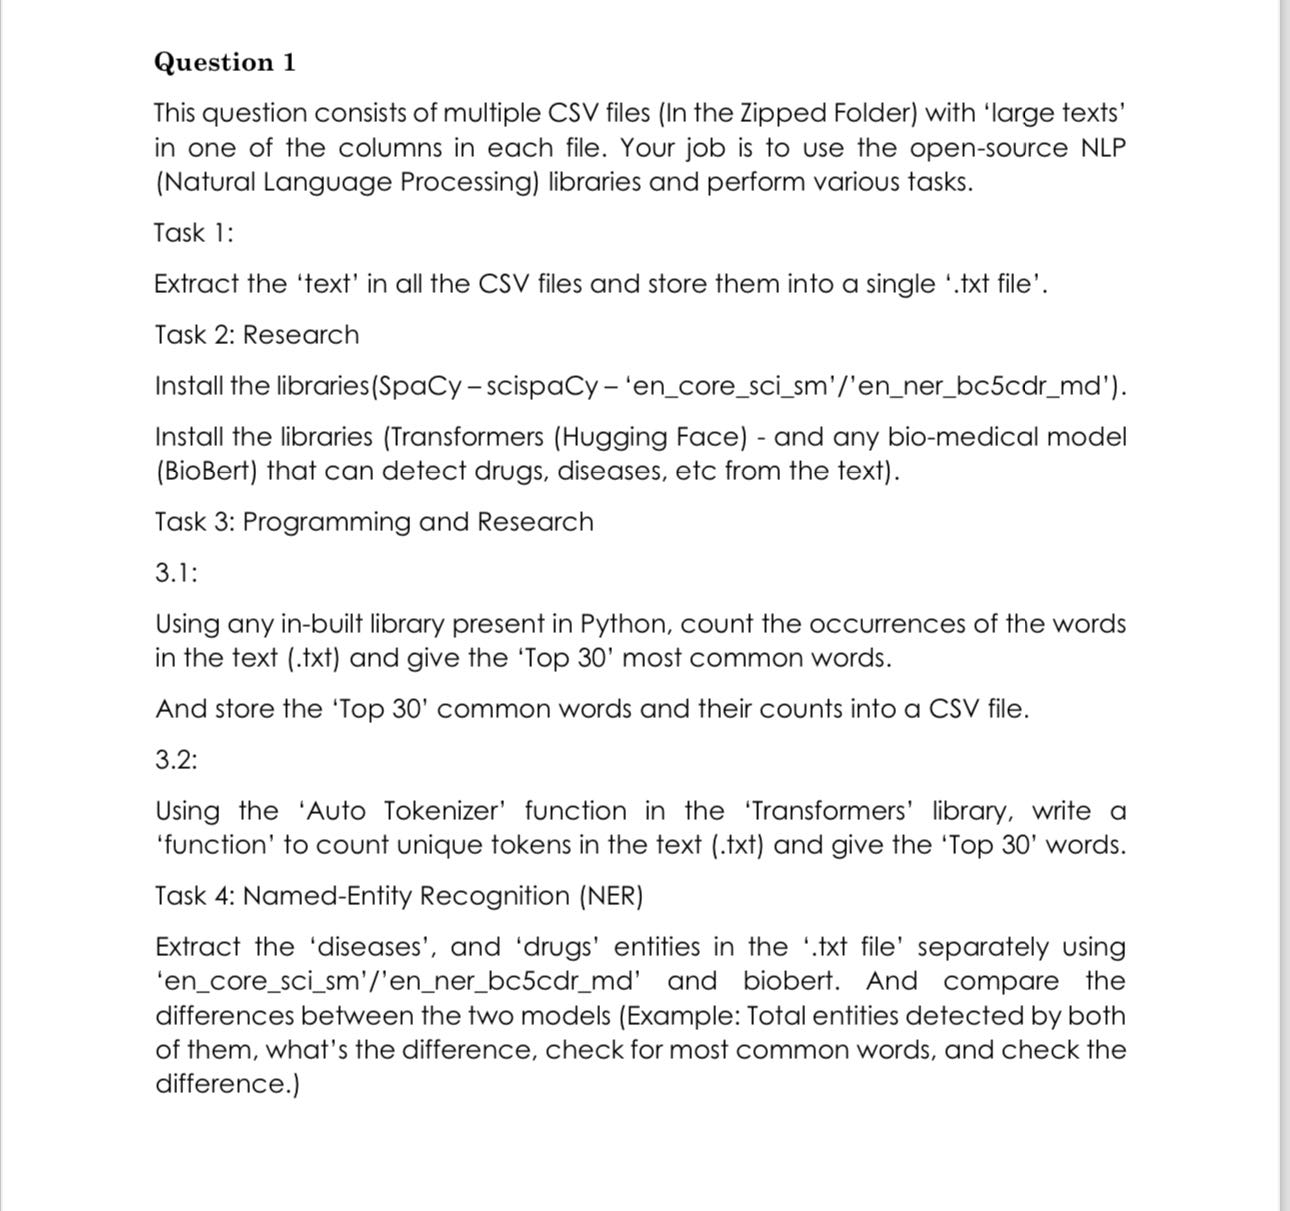 Question 1
This question consists of multiple CSV files (In the Zipped Folder) with ‘large texts’
in one of the columns in each file. Your job is to use the open-source NLP
(Natural Language Processing) libraries and perform various tasks.
Task 1:
Extract the ‘text’ in all the CSV files and store them into a single ‘.txt file’.
Task 2: Research
Install the libraries(SpaCy – scispaCy – ‘en_core_sci_sm’/’en_ner_bc5cdr_md’).
Install the libraries (Transformers (Hugging Face) - and any bio-medical model
(BioBert) that can detect drugs, diseases, etc from the text).
Task 3: Programming and Research
3.1:
Using any in-built library present in Python, count the occurrences of the words
in the text (.txt) and give the ‘Top 30’ most common words.
And store the ‘Top 30’ common words and their counts into a CSV file.
3.2:
Using the ‘Auto Tokenizer’ function in the ‘Transformers’ library, write a
‘function’ to count unique tokens in the text (.txt) and give the ‘Top 30’ words.
Task 4: Named-Entity Recognition (NER)
Extract the ‘diseases’, and ‘drugs’ entities in the ‘.txt file’ separately using
‘en_core_sci_sm’/’en_ner_bc5cdr_md’ and biobert. And compare the
differences between the two models (Example: Total entities detected by both
of them, what’s the difference, check for most common words, and check the
difference.)